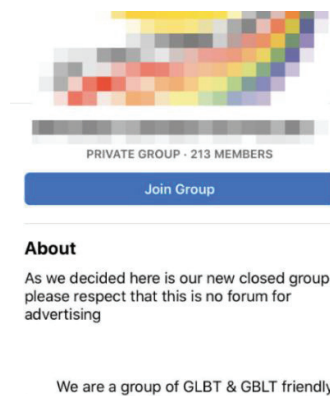 PRIVATE GROUP · 213 MEMBERS
Join Group
About
As we decided here is our new closed group
please respect that this is no forum for
advertising
We are a group of GLBT & GBLT friendly